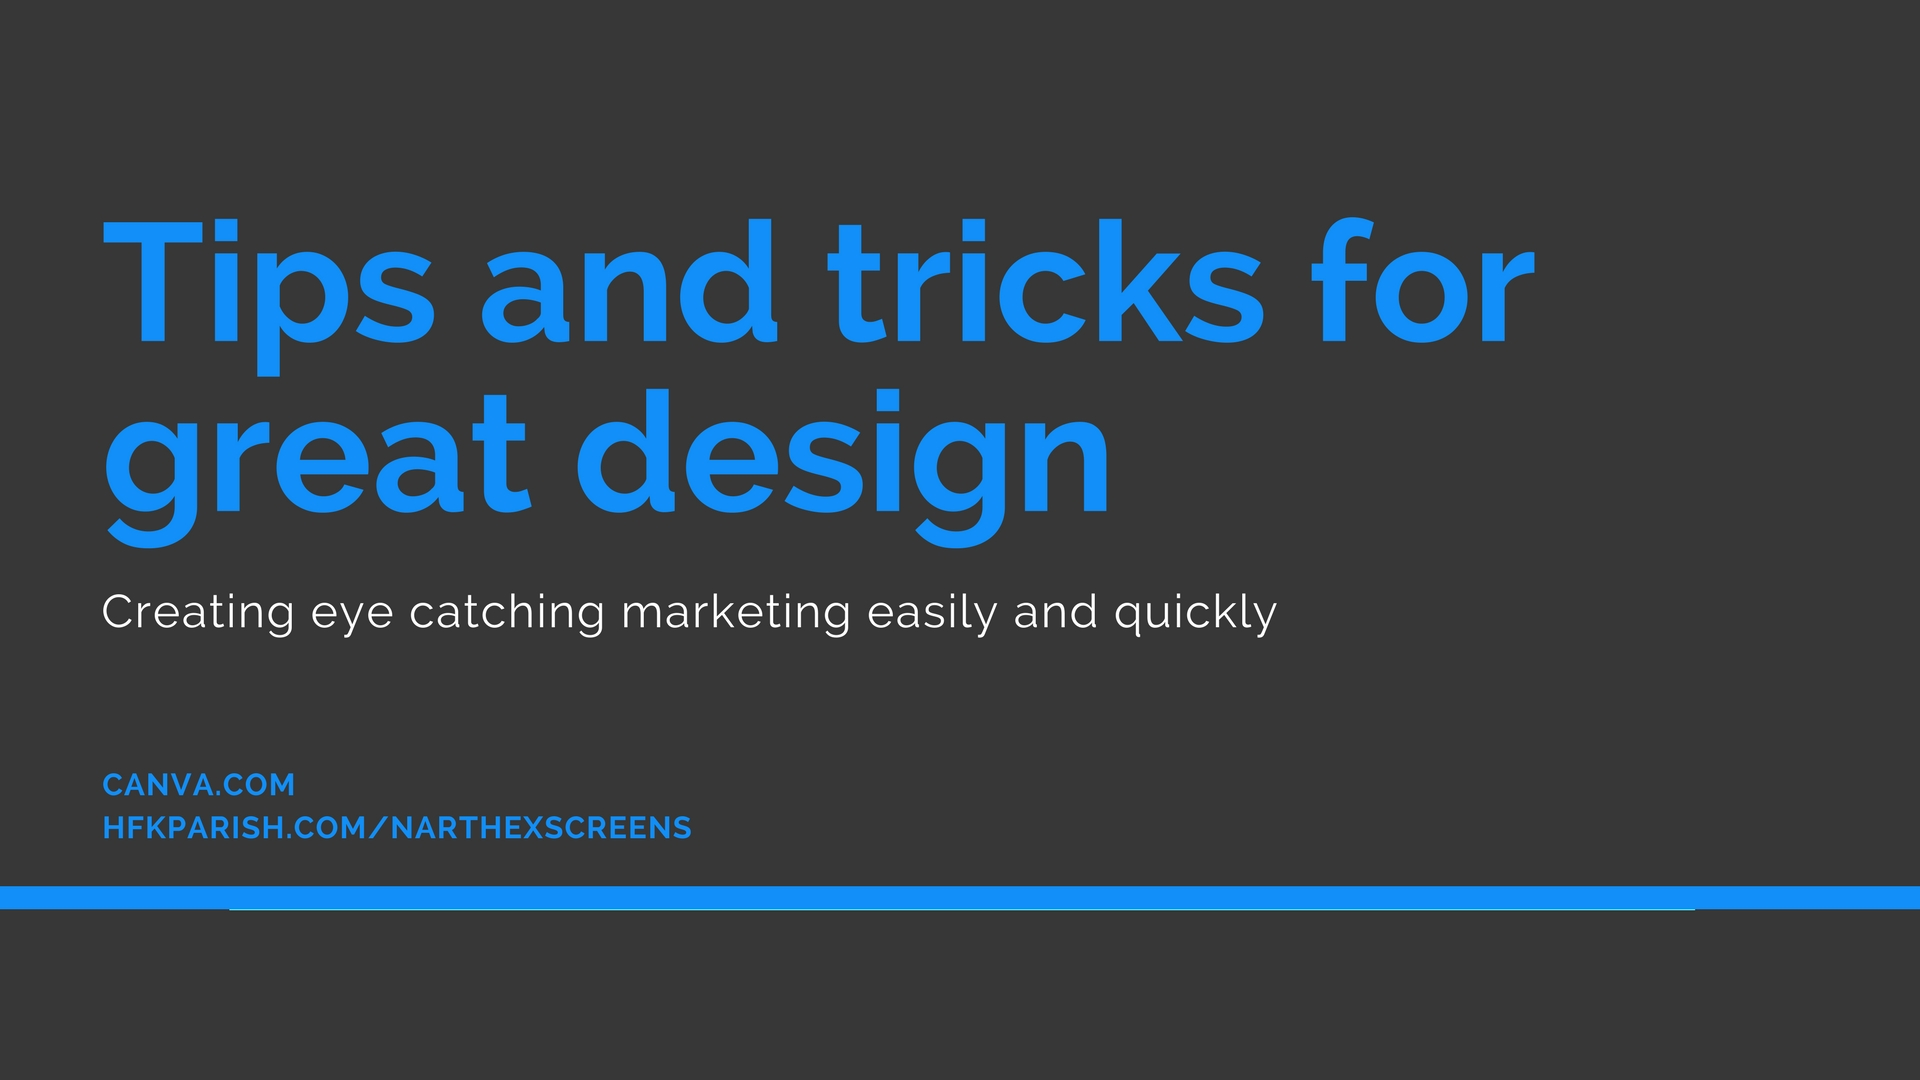 Tips and tricks for
great design
Creating eye catching marketing easily and quickly
CANVA.COM
HFKPARISH.COM/NARTHEXSCREENS